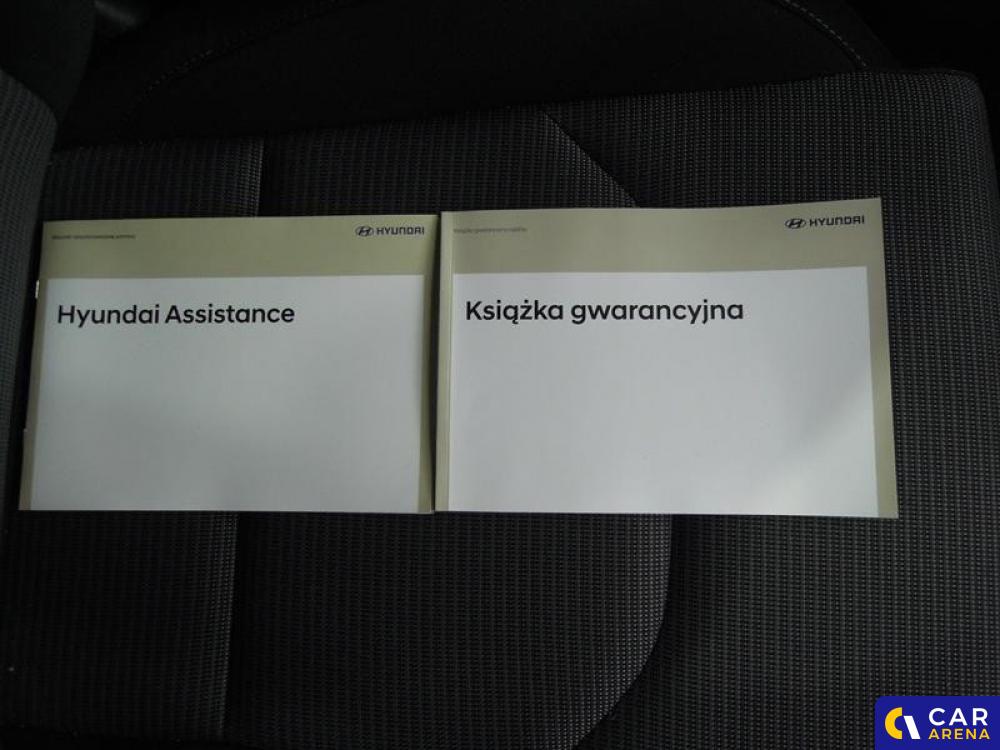 HYUNDAI
Hyundai Assistance
HYUNDAI
Książka gwarancyjna
CAR
ARENA